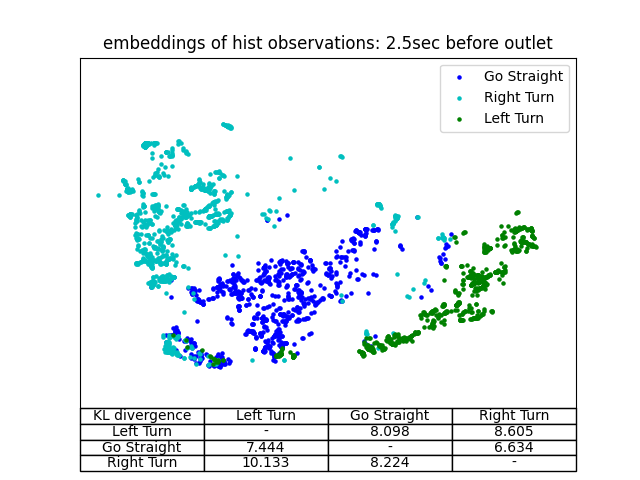 embeddings of hist observations: 2.5sec before outlet
Go Straight
Right Turn
Left Turn
KL divergence Left Turn Go Straight Right Turn
Left Turn - 8.098 8.605
Go Straight 7.444 - 6.634
Right Turn 10.133 8.224 -